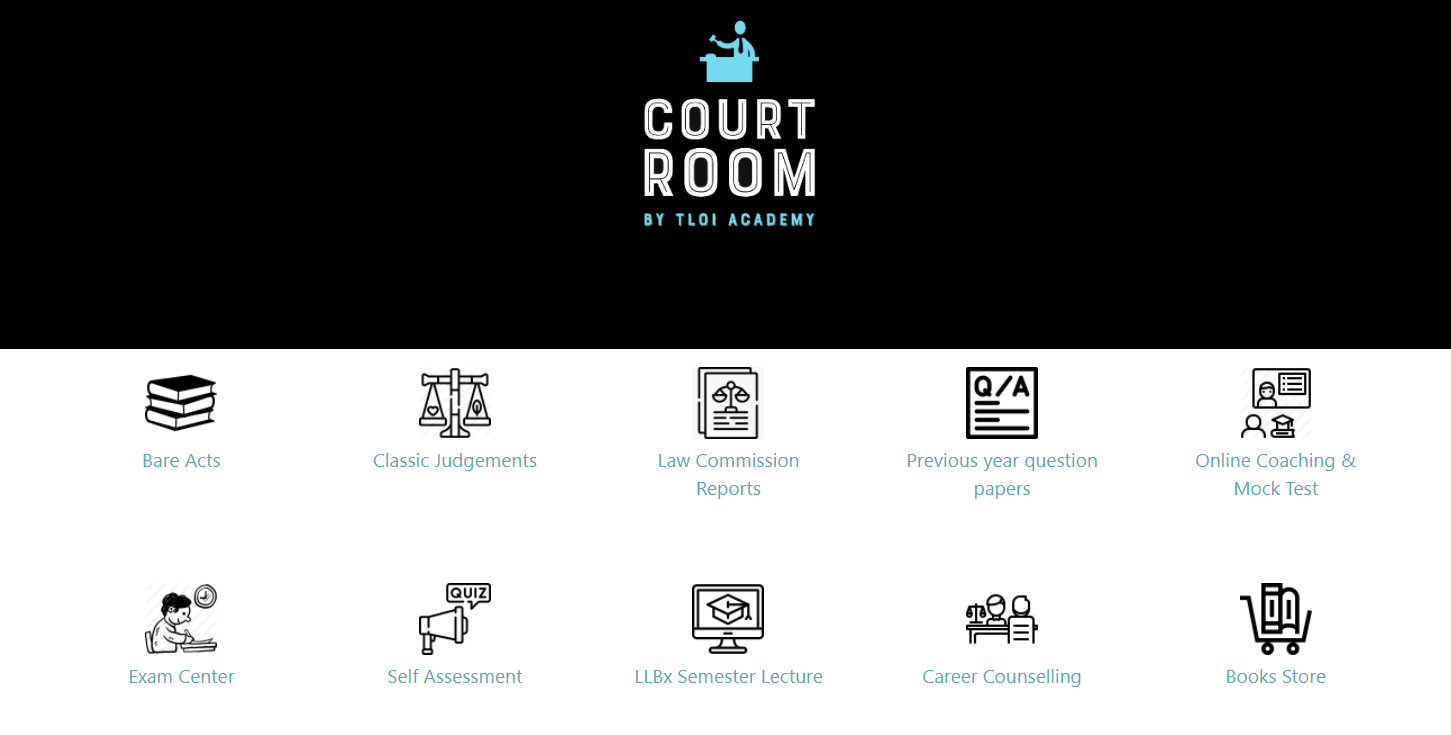 COURT
ROOM
BY TLOI ACADEMY
Q/A
Bare Acts
Classic Judgements
Law Commission
Reports
Previous year question
papers
Online Coaching &
Mock Test
QUIZ
Exam Center
Self Assessment
LLBx Semester Lecture
Career Counselling
Books Store